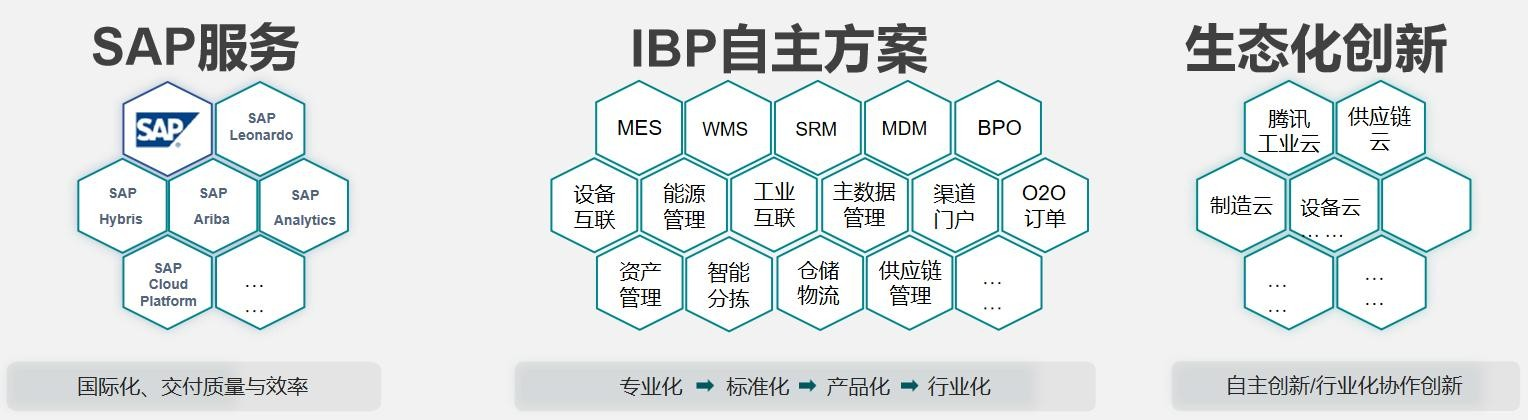 SAP服务
SAP
SAP
Leonardo
SAP
Hybris
SAP
Ariba
SAP
Analytics
SAP
Cloud
Platform
...
...
国际化、交付质量与效率
IBP自主方案
MES
WMS
SRM
MDM
BPO
设备
互联
能源
管理
工业
互联
主数据
管理
渠道
门户
O2O
订单
资产
管理
智能
分拣
仓储
物流
供应链
管理
...
...
专业化 ➡ 标准化 ➡ 产品化 ➡ 行业化
生态化创新
腾讯
工业云
供应链
云
制造云
设备云
... ...
...
...
...
...
自主创新/行业化协作创新